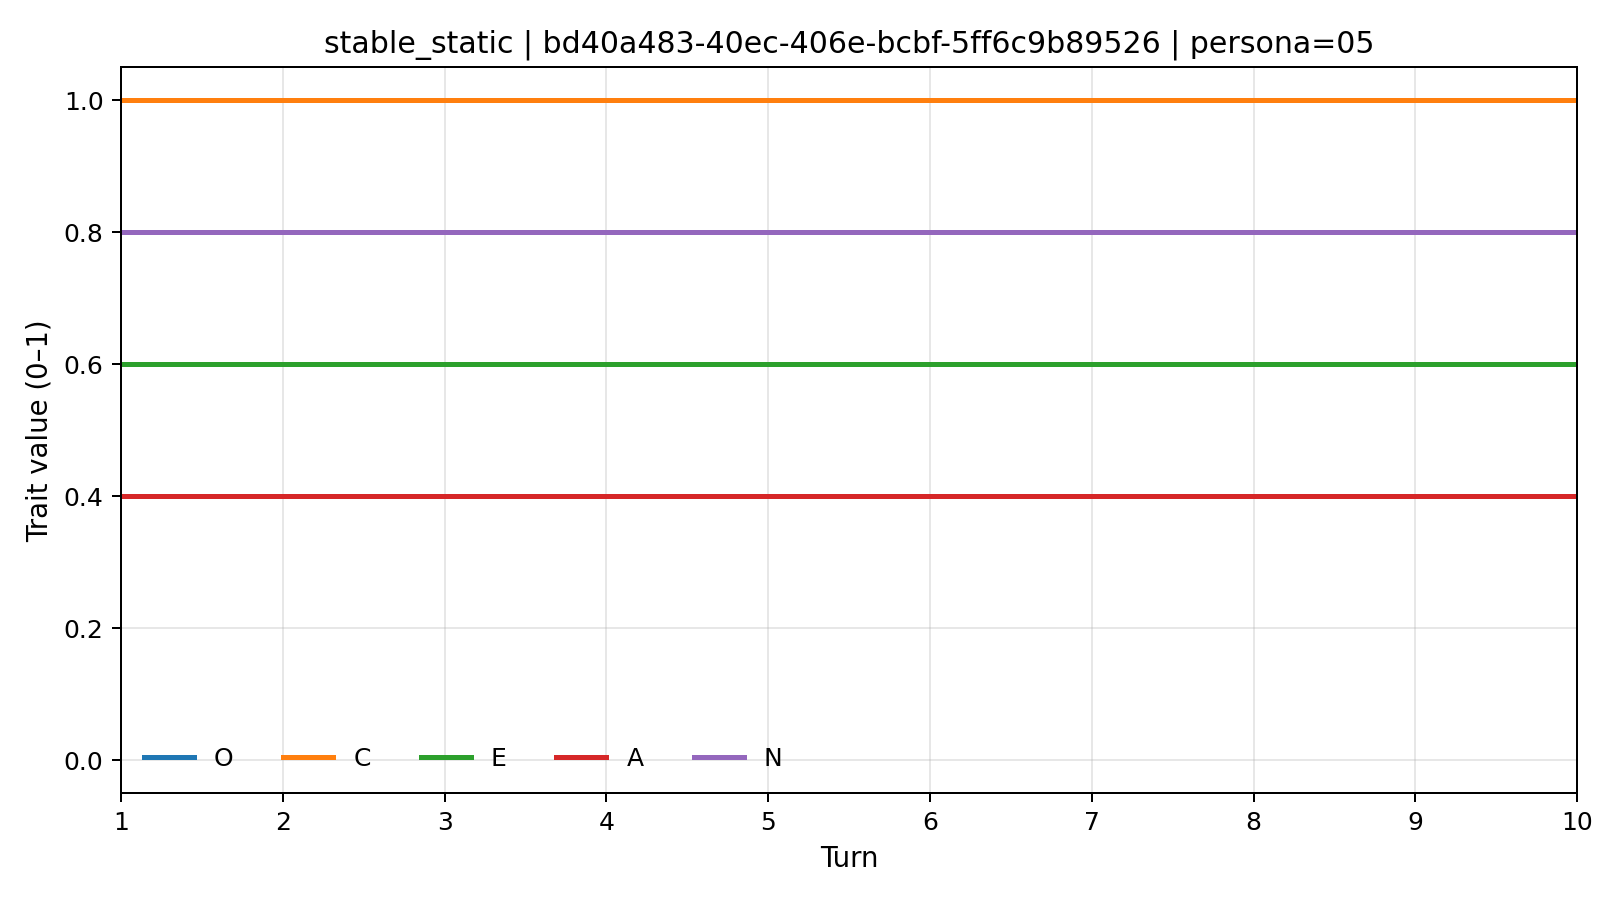 stable_static | bd40a483-40ec-406e-bcbf-5ff6c9b89526 | persona=05
Trait value (0–1)
1.0
0.8
0.6
0.4
0.2
0.0
O C E A N
1 2 3 4 5 6 7 8 9 10
Turn